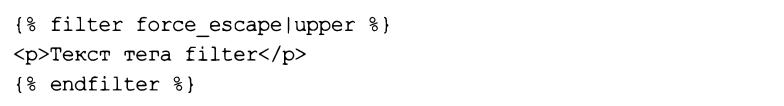 {% filter force_escape|upper %}
<p>Текст тега filter</p>
{% endfilter %}